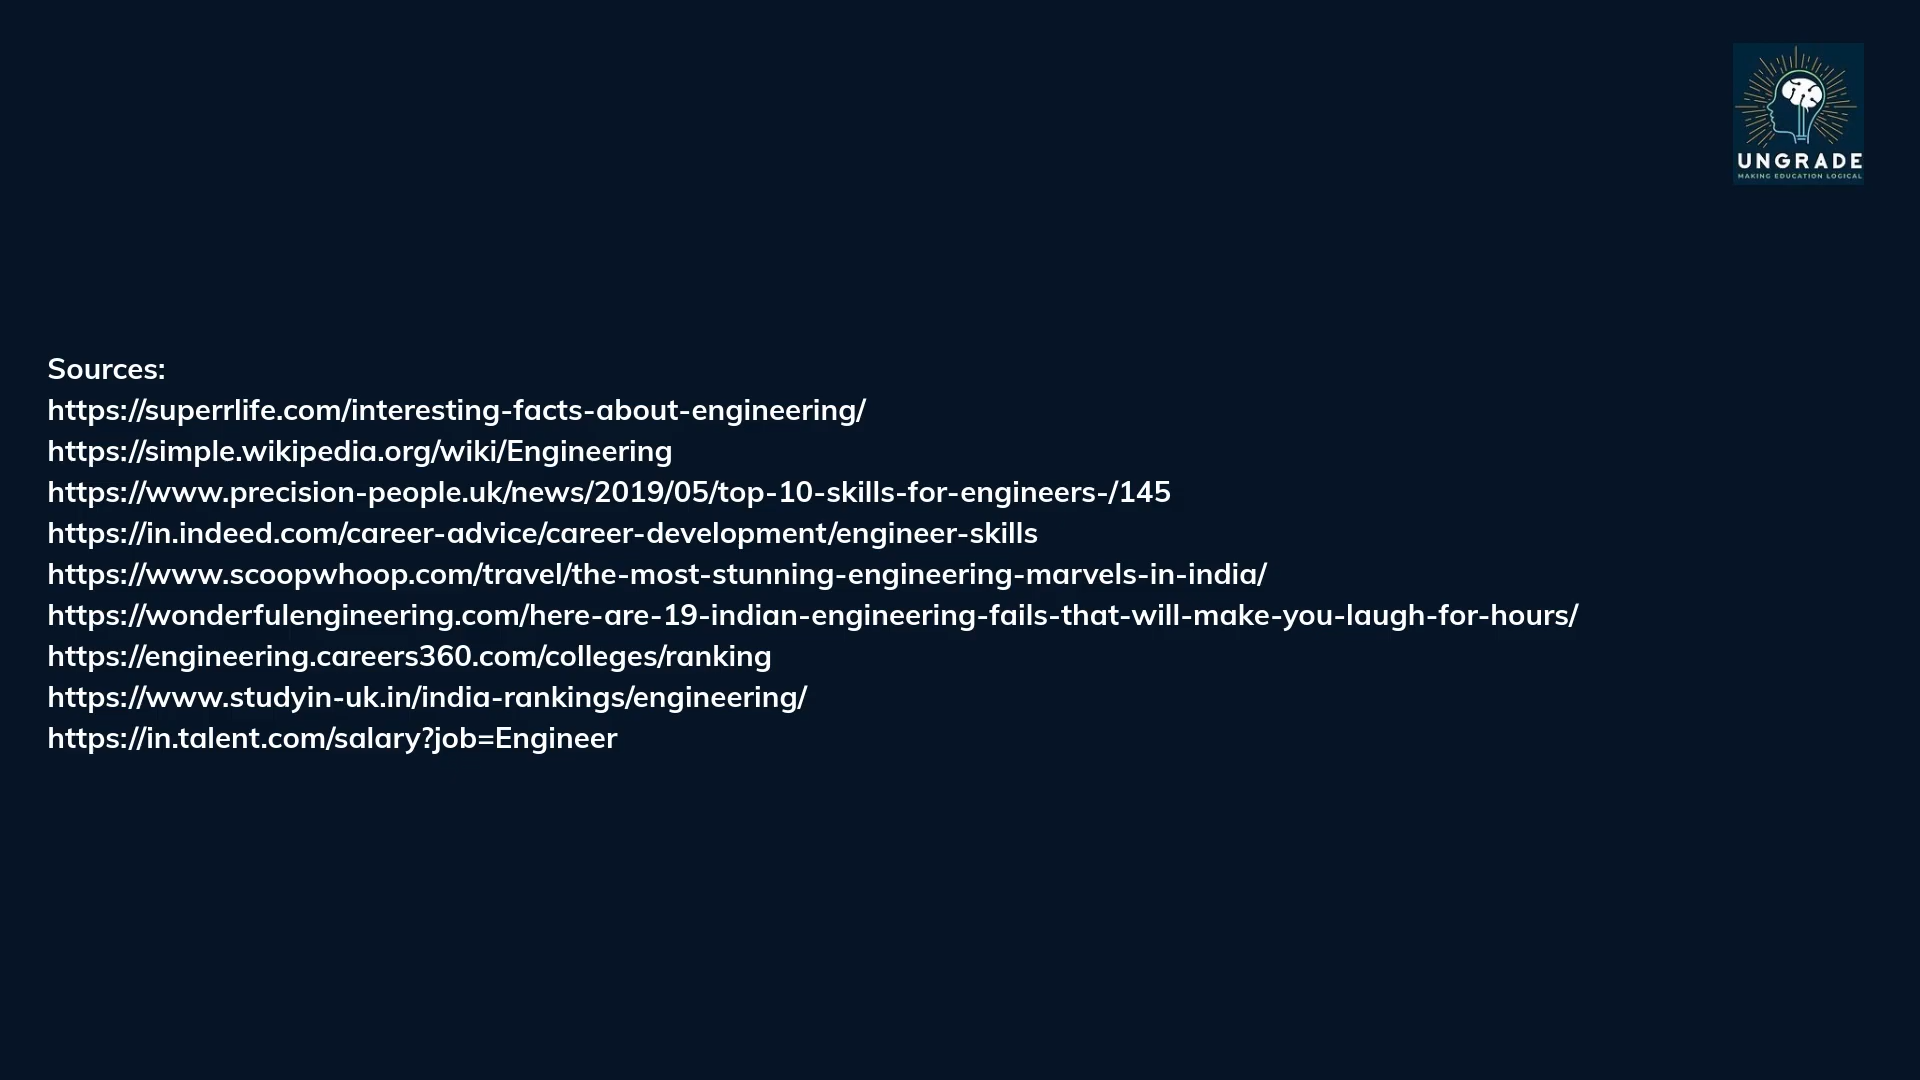 UNGRADE
MAKING EDUCATION LOGICAL
Sources:
https://superrlife.com/interesting-facts-about-engineering/
https://simple.wikipedia.org/wiki/Engineering
https://www.precision-people.uk/news/2019/05/top-10-skills-for-engineers-/145
https://in.indeed.com/career-advice/career-development/engineer-skills
https://www.scoopwhoop.com/travel/the-most-stunning-engineering-marvels-in-india/
https://wonderfulengineering.com/here-are-19-indian-engineering-fails-that-will-make-you-laugh-for-hours/
https://engineering.careers360.com/colleges/ranking
https://www.studyin-uk.in/india-rankings/engineering/
https://in.talent.com/salary?job=Engineer